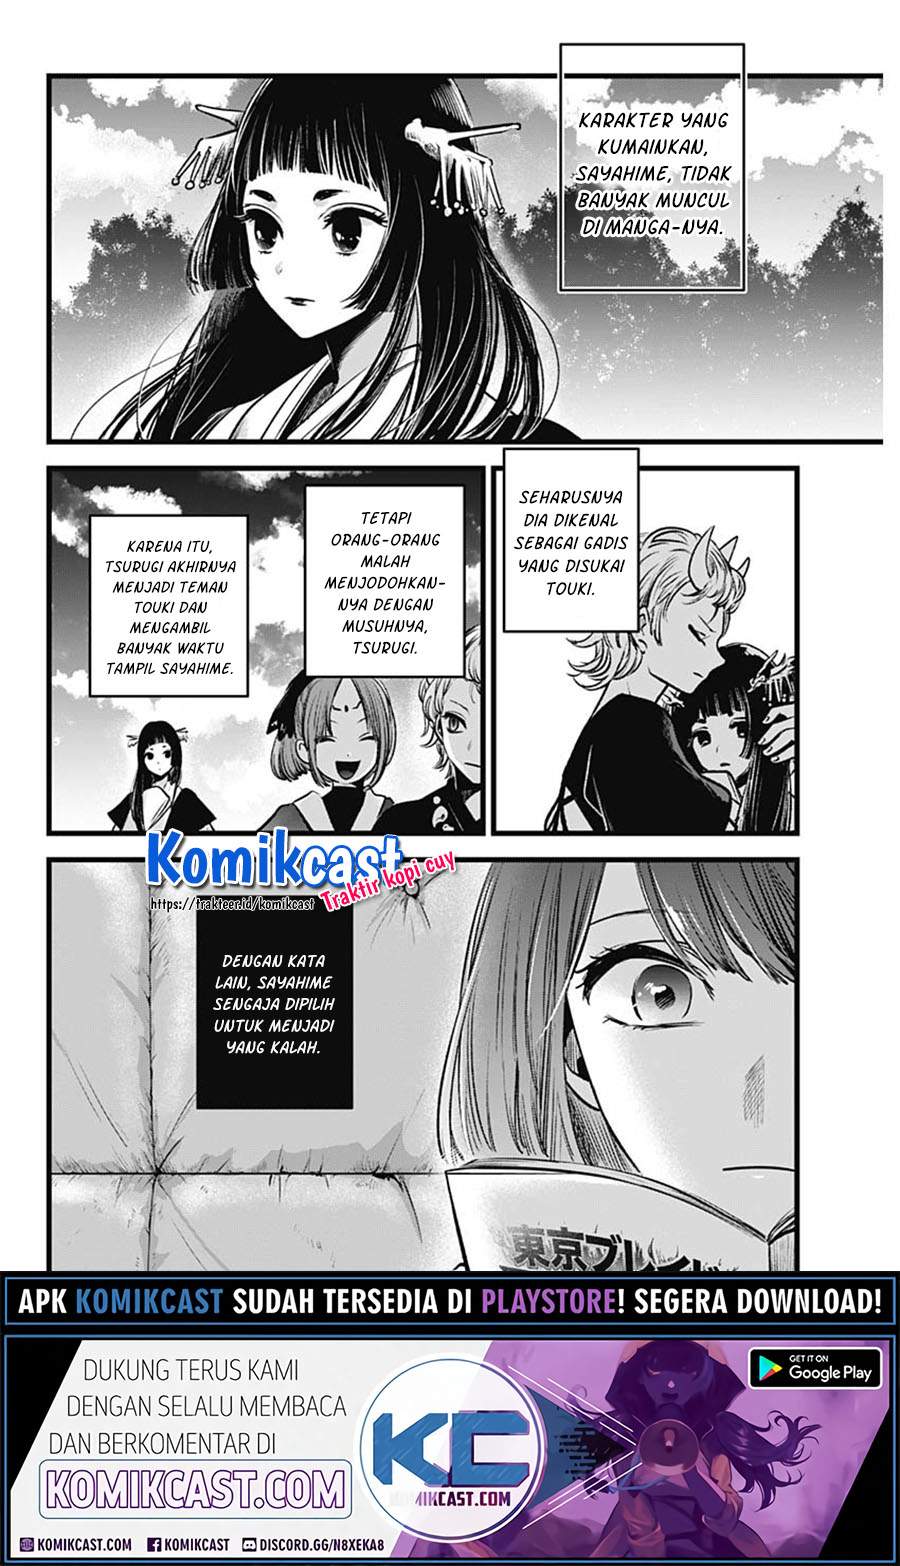 KARAKTER YANG
KUMAINKAN,
SAYAHIME, TIDAK
BANYAK MUNCUL
DI MANGA-NYA.
SEHARUSNYA
DIA DIKENAL
SEBAGAI GADIS
YANG DISUKAI
TOUKI.
TETAPI
ORANG-ORANG
MALAH
MENJODOHKAN-
NYA DENGAN
MUSUHNYA,
TSURUGI.
KARENA ITU,
TSURUGI AKHIRNYA
MENJADI TEMAN
TOUKI DAN
MENGAMBIL
BANYAK WAKTU
TAMPIL SAYAHIME.
Komikcast
Traktir kopi cuy
https://trakteer.id/komikcast
DENGAN KATA
LAIN, SAYAHIME
SENGAJA DIPILIH
UNTUK MENJADI
YANG KALAH.
東京ブレイド
APK KOMIKCAST SUDAH TERSEDIA DI PLAYSTORE! SEGERA DOWNLOAD!
DUKUNG TERUS KAMI
DENGAN SELALU MEMBACA
DAN BERKOMENTAR DI
KOMIKCAST.COM
KOMIKCAST.COM
KOMIKCAST
DISCORD.GG/N8XEKA8
KC
KOMIKCAST.COM
GET IT ON
Google Play